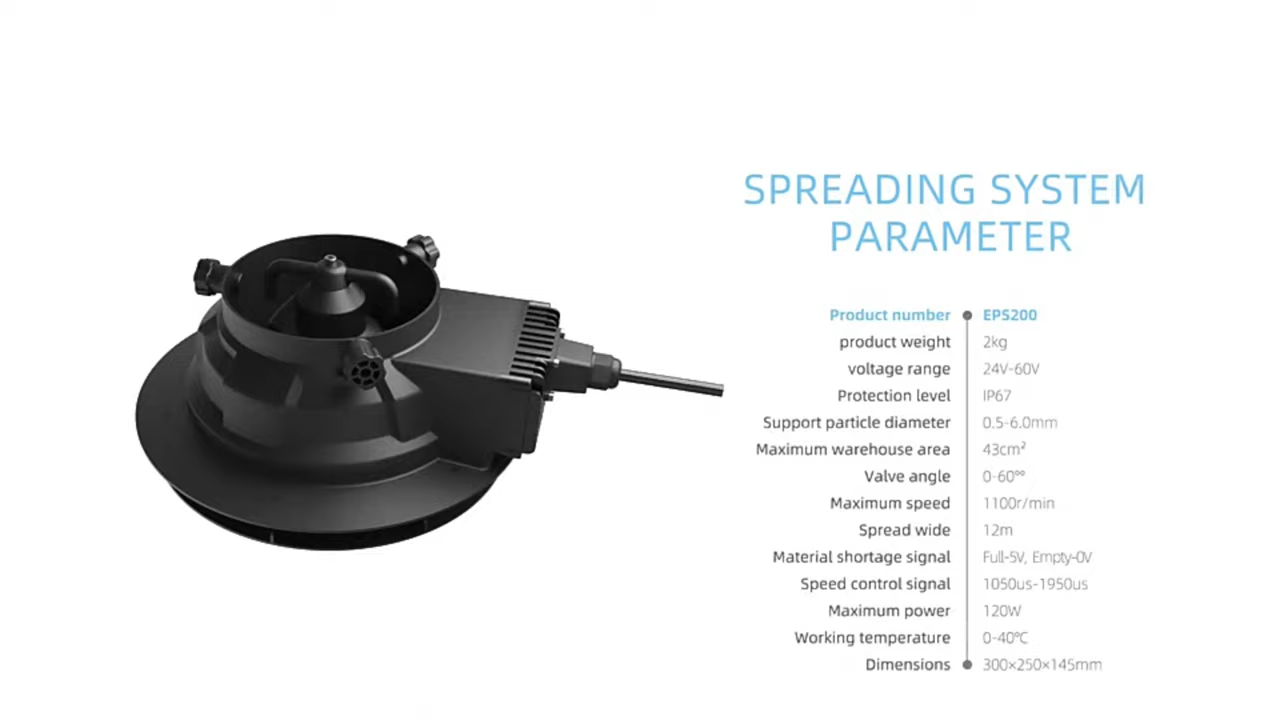 SPREADING SYSTEM
PARAMETER
Product number EPS200
product weight 2kg
voltage range 24V-60V
Protection level IP67
Support particle diameter 0.5-6.0mm
Maximum warehouse area 43cm²
Valve angle 0-60°°
Maximum speed 1100r/min
Spread wide 12m
Material shortage signal Full-5V, Empty-0V
Speed control signal 1050us-1950us
Maximum power 120W
Working temperature 0-40°C
Dimensions 300×250×145mm